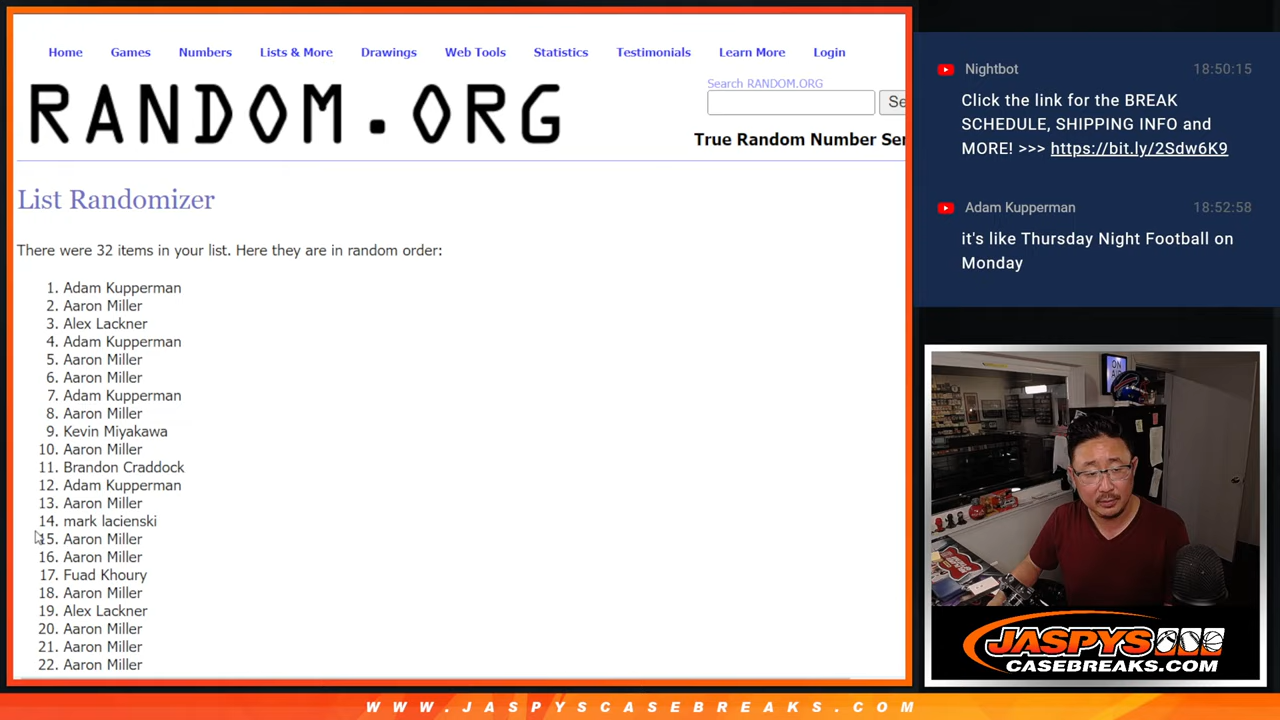 Home Games Numbers Lists & More Drawings Web Tools Statistics Testimonials Learn More Login
RANDOM.ORG
Search RANDOM.ORG
True Random Number Ser
List Randomizer
There were 32 items in your list. Here they are in random order:
1. Adam Kupperman
2. Aaron Miller
3. Alex Lackner
4. Adam Kupperman
5. Aaron Miller
6. Aaron Miller
7. Adam Kupperman
8. Aaron Miller
9. Kevin Miyakawa
10. Aaron Miller
11. Brandon Craddock
12. Adam Kupperman
13. Aaron Miller
14. mark lacienski
15. Aaron Miller
16. Aaron Miller
17. Fuad Khoury
18. Aaron Miller
19. Alex Lackner
20. Aaron Miller
21. Aaron Miller
22. Aaron Miller
Nightbot 18:50:15
Click the link for the BREAK
SCHEDULE, SHIPPING INFO and
MORE! >>> https://bit.ly/2Sdw6K9
Adam Kupperman 18:52:58
it's like Thursday Night Football on
Monday
ON
AIR
JASPYS
CASEBREAKS.COM
WWW.JASPYSCASEBREAKS.COM